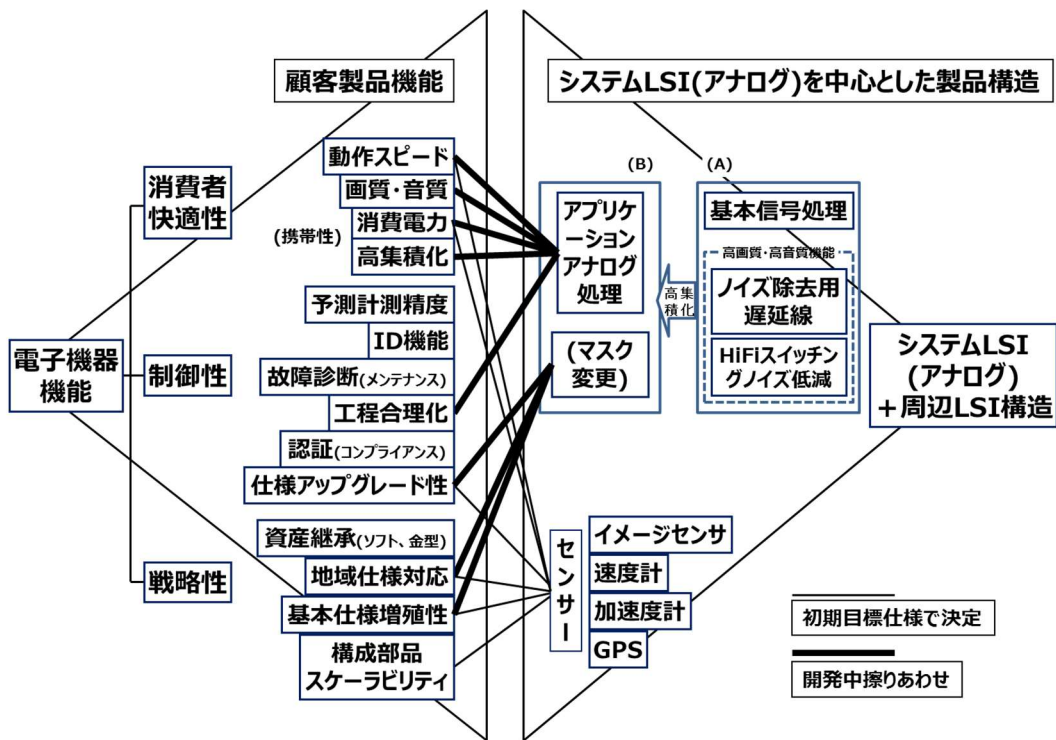 顧客製品機能
システムLSI(アナログ)を中心とした製品構造
電子機器
機能
消費者
快適性
制御性
戦略性
動作スピード
画質・音質
(携帯性)
消費電力
高集積化
予測計測精度
ID機能
故障診断(メンテナンス)
工程合理化
認証(コンプライアンス)
仕様アップグレード性
資産継承(ソフト、金型)
地域仕様対応
基本仕様増殖性
構成部品
スケーラビリティ
(B)
アプリケ
ーション
アナログ
処理
(マスク
変更)
高集
積化
(A)
基本信号処理
高画質・高音質機能
ノイズ除去用
遅延線
HiFiスイッチン
グノイズ低減
システムLSI
(アナログ)
+周辺LSI構造
センサー
イメージセンサ
速度計
加速度計
GPS
初期目標仕様で決定
開発中擦りあわせ